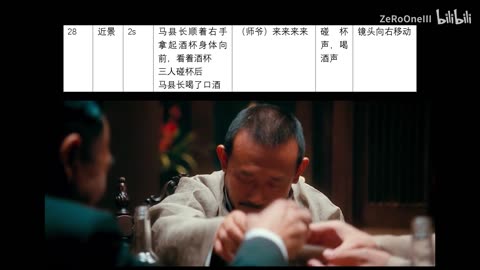 ZeRoOneIII bilibili
28 近景 2s 马县长顺着右手 （师爷）来来来来 碰杯 镜头向右移动
拿起酒杯身体向 声，喝
前，看着酒杯 酒声
三人碰杯后
马县长喝了口酒